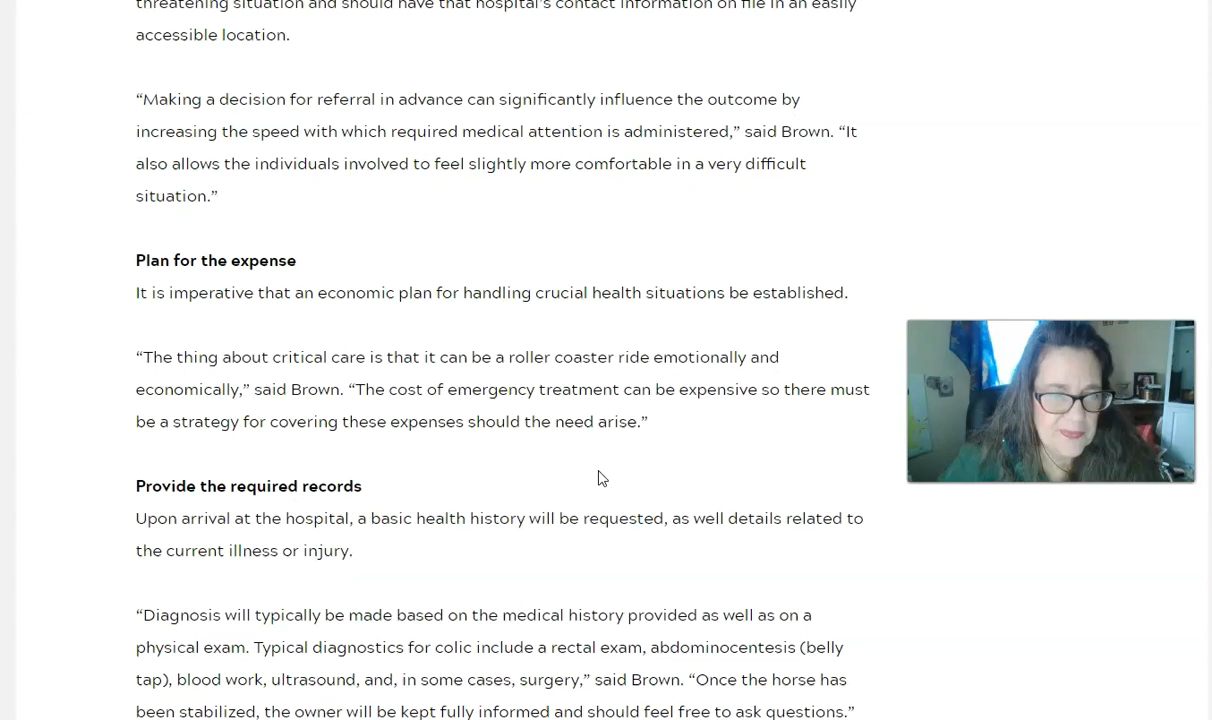 threatening situation and should have that hospital's contact information on file in an easily
accessible location.
“Making a decision for referral in advance can significantly influence the outcome by
increasing the speed with which required medical attention is administered,” said Brown. “It
also allows the individuals involved to feel slightly more comfortable in a very difficult
situation.”
Plan for the expense
It is imperative that an economic plan for handling crucial health situations be established.
“The thing about critical care is that it can be a roller coaster ride emotionally and
economically,” said Brown. “The cost of emergency treatment can be expensive so there must
be a strategy for covering these expenses should the need arise.”
Provide the required records
Upon arrival at the hospital, a basic health history will be requested, as well details related to
the current illness or injury.
“Diagnosis will typically be made based on the medical history provided as well as on a
physical exam. Typical diagnostics for colic include a rectal exam, abdominocentesis (belly
tap), blood work, ultrasound, and, in some cases, surgery,” said Brown. “Once the horse has
been stabilized, the owner will be kept fully informed and should feel free to ask questions.”